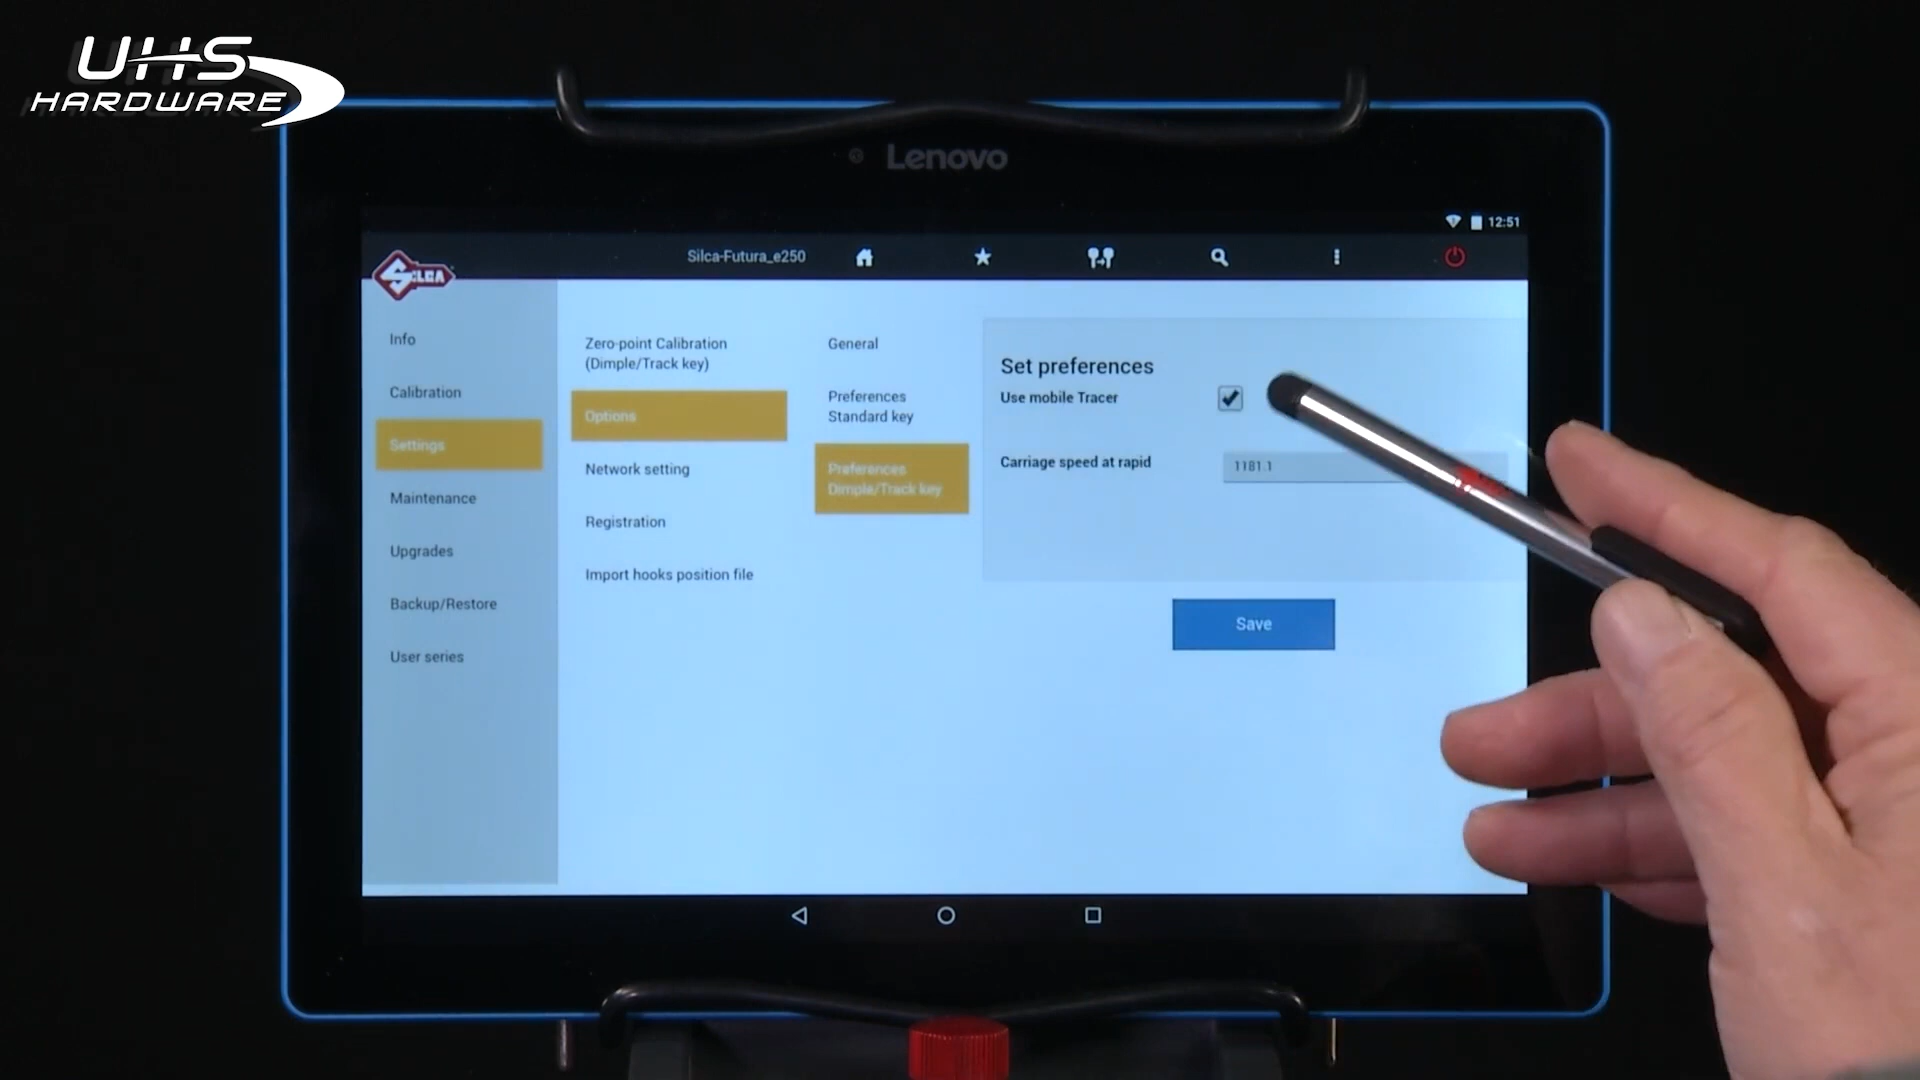 UHS
HARDWARE
Lenovo
12:51
SILCA
Silca-Futura_e250
Info
Calibration
Settings
Maintenance
Upgrades
Backup/Restore
User series
Zero-point Calibration
(Dimple/Track key)
Options
Network setting
Registration
Import hooks position file
General
Preferences
Standard key
Preferences
Dimple/Track key
Set preferences
Use mobile Tracer
Carriage speed at rapid
1181.1
Save